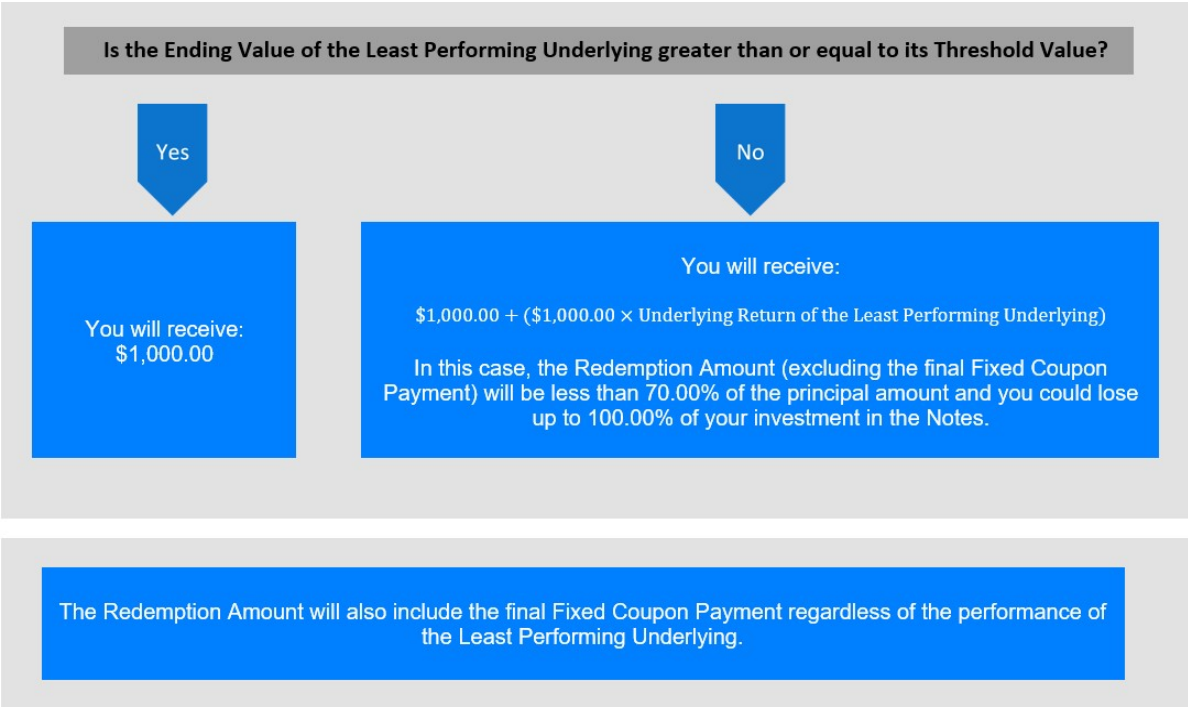 Is the Ending Value of the Least Performing Underlying greater than or equal to its Threshold Value?
Yes
No
You will receive:
$1,000.00
You will receive:
$1,000.00 + ($1,000.00 × Underlying Return of the Least Performing Underlying)
In this case, the Redemption Amount (excluding the final Fixed Coupon
Payment) will be less than 70.00% of the principal amount and you could lose
up to 100.00% of your investment in the Notes.
The Redemption Amount will also include the final Fixed Coupon Payment regardless of the performance of
the Least Performing Underlying.